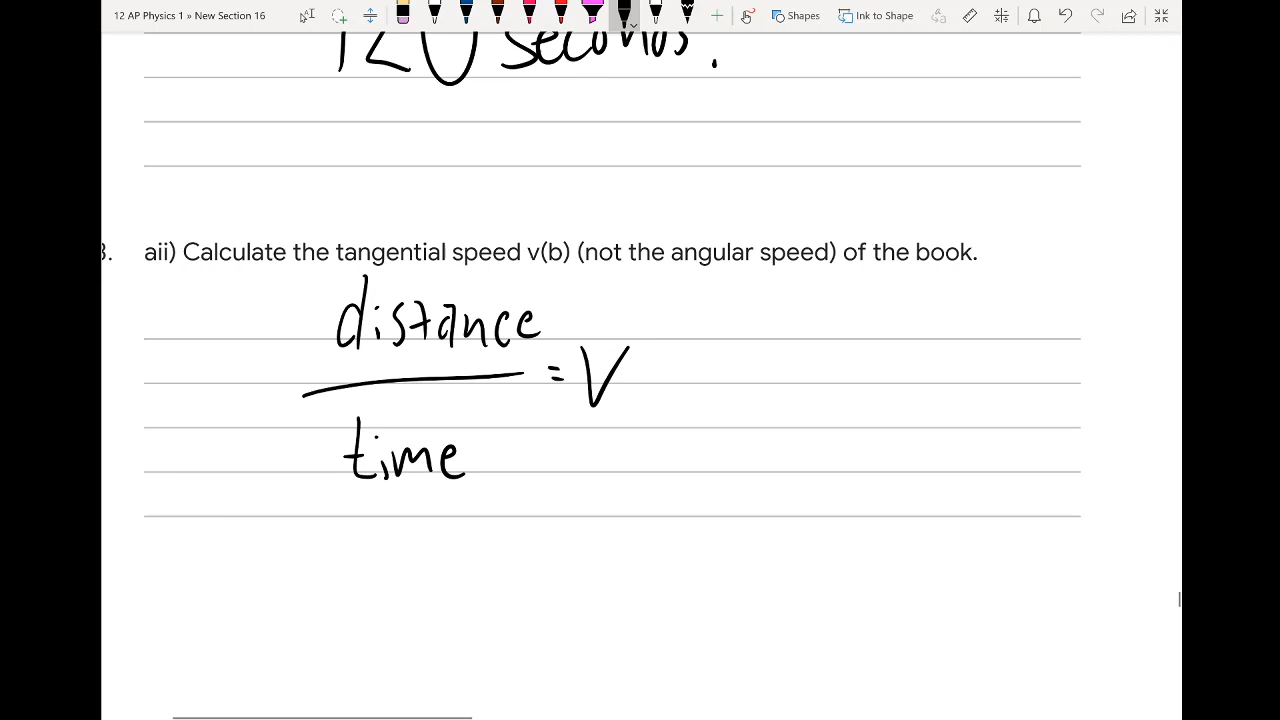 12 AP Physics 1 » New Section 16
Shapes
Ink to Shape
120 seconds.
3. aii) Calculate the tangential speed v(b) (not the angular speed) of the book.
distance
= V
time